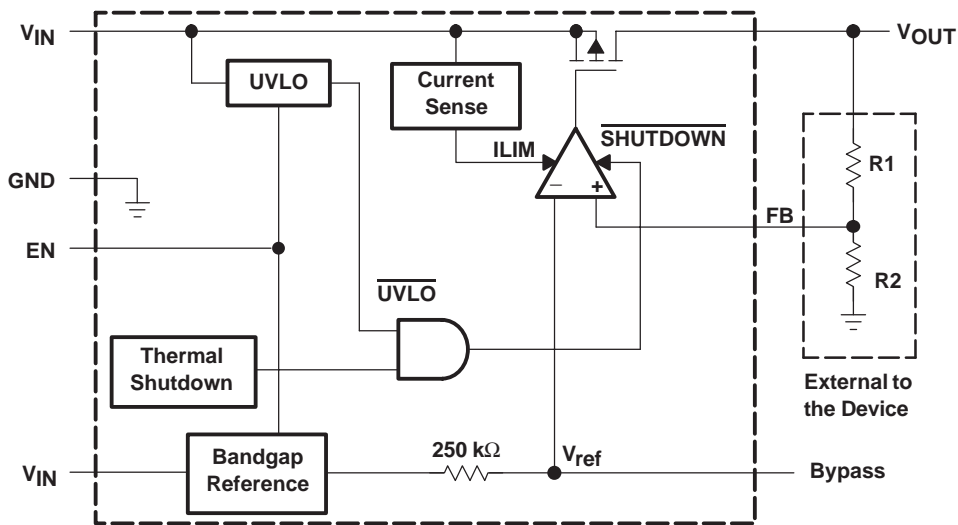 VIN
VOUT
UVLO
Current
Sense
SHUTDOWN
ILIM
R1
GND
− +
FB
EN
R2
UVLO
Thermal
Shutdown
External to
the Device
250 kΩ
Vref
VIN
Bandgap
Reference
Bypass